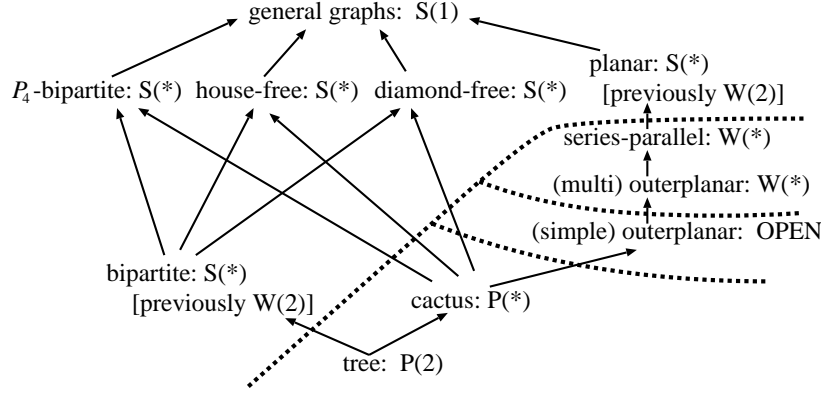 general graphs: S(1)
planar: S(*)
[previously W(2)]
P4-bipartite: S(*) house-free: S(*) diamond-free: S(*)
series-parallel: W(*)
(multi) outerplanar: W(*)
(simple) outerplanar: OPEN
bipartite: S(*)
[previously W(2)]
cactus: P(*)
tree: P(2)